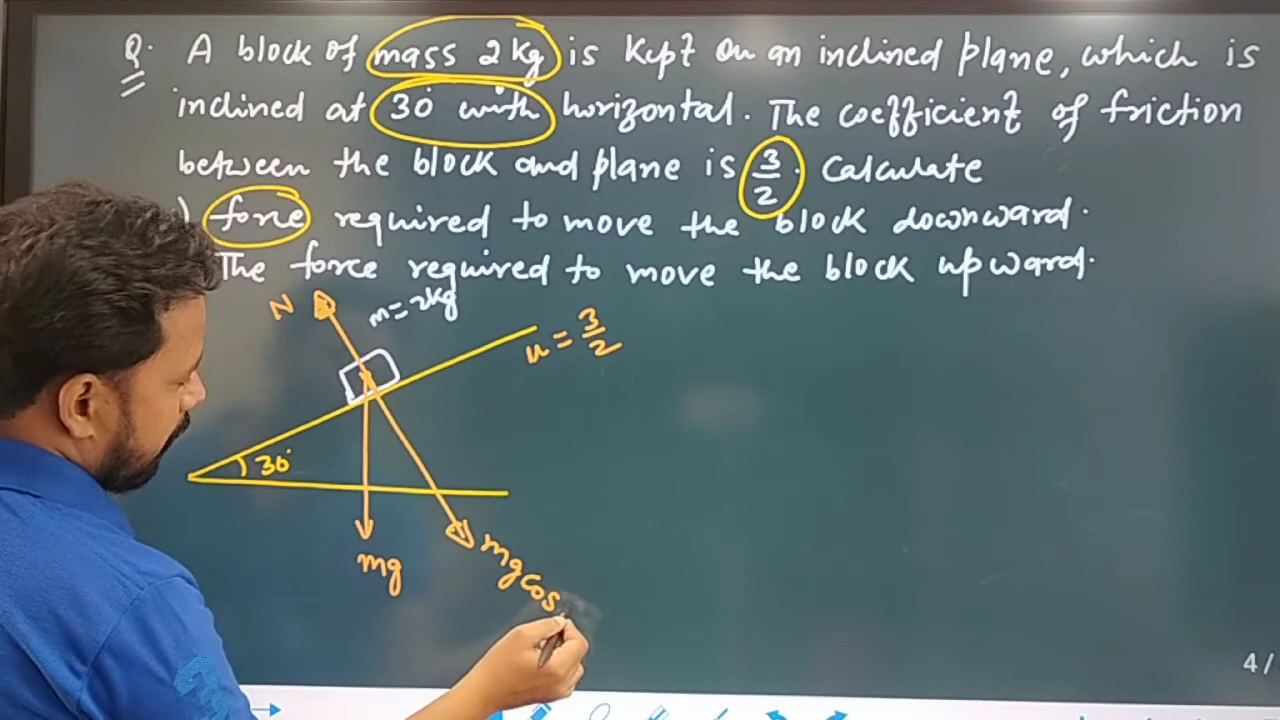 Q. A block of mass 2 kg is kept on an inclined plane, which is
inclined at 30° with horizontal. The coefficient of friction
between the block and plane is 3/2. Calculate
) force required to move the block downward.
The force required to move the block upward.
N
m=2kg
u = 3/2
30°
mg
mg cos
4/